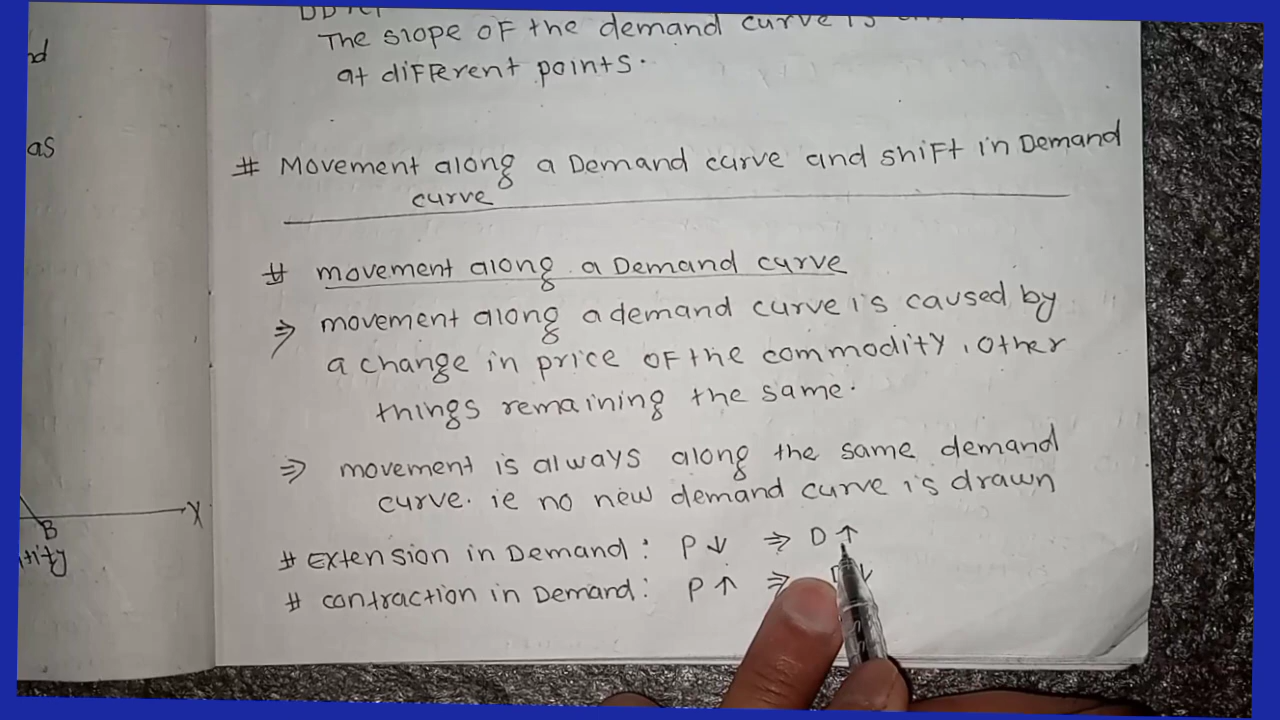 The slope of the demand curve is
at different points.
# Movement along a Demand curve and shift in Demand
curve
# movement along a Demand curve
⇒ movement along a demand curve is caused by
a change in price of the commodity, other
things remaining the same.
⇒ movement is always along the same demand
curve. ie no new demand curve is drawn
# Extension in Demand : P↓ ⇒ D↑
# contraction in Demand : P↑ ⇒ ↓
as
X
B